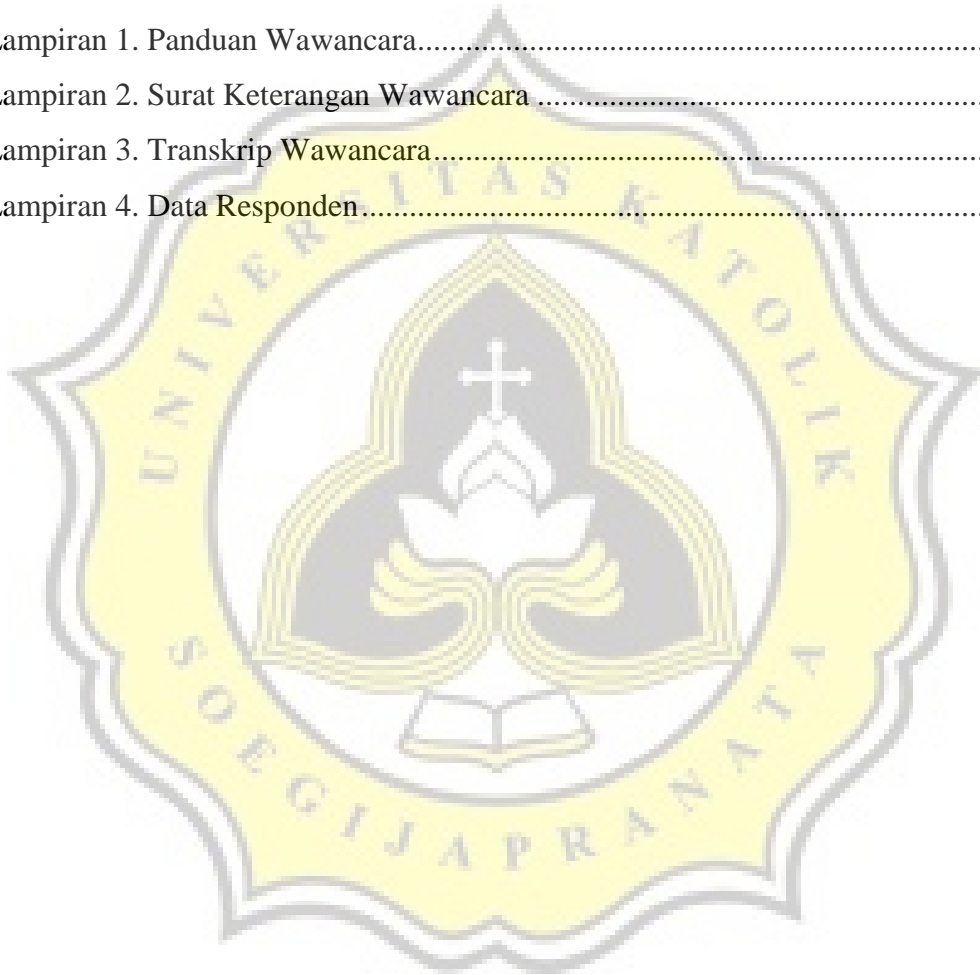 Lampiran 1. Panduan Wawancara......................................................................
Lampiran 2. Surat Keterangan Wawancara .......................................................
Lampiran 3. Transkrip Wawancara....................................................................
Lampiran 4. Data Responden.............................................................................
UNIVERSITAS KATOLIK
SOEGIJAPRANATA